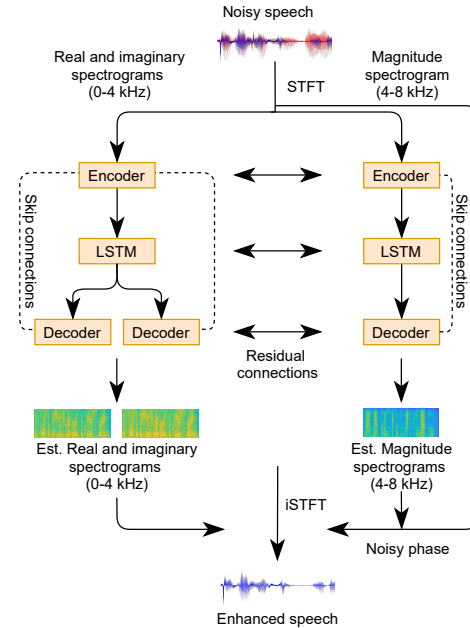 Noisy speech
Real and imaginary
spectrograms
(0-4 kHz)
STFT
Magnitude
spectrogram
(4-8 kHz)
Encoder
Encoder
Skip connections
Skip connections
LSTM
LSTM
Decoder
Decoder
Decoder
Residual
connections
Est. Real and imaginary
spectrograms
(0-4 kHz)
Est. Magnitude
spectrograms
(4-8 kHz)
iSTFT
Noisy phase
Enhanced speech